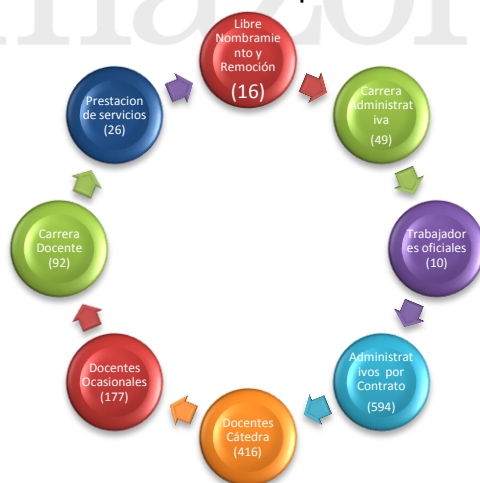 Libre
Nombramie
nto y
Remoción
(16)
Carrera
Administrat
iva
(49)
Trabajador
es oficiales
(10)
Administrat
ivos por
Contrato
(594)
Docentes
Cátedra
(416)
Docentes
Ocasionales
(177)
Carrera
Docente
(92)
Prestacion
de servicios
(26)